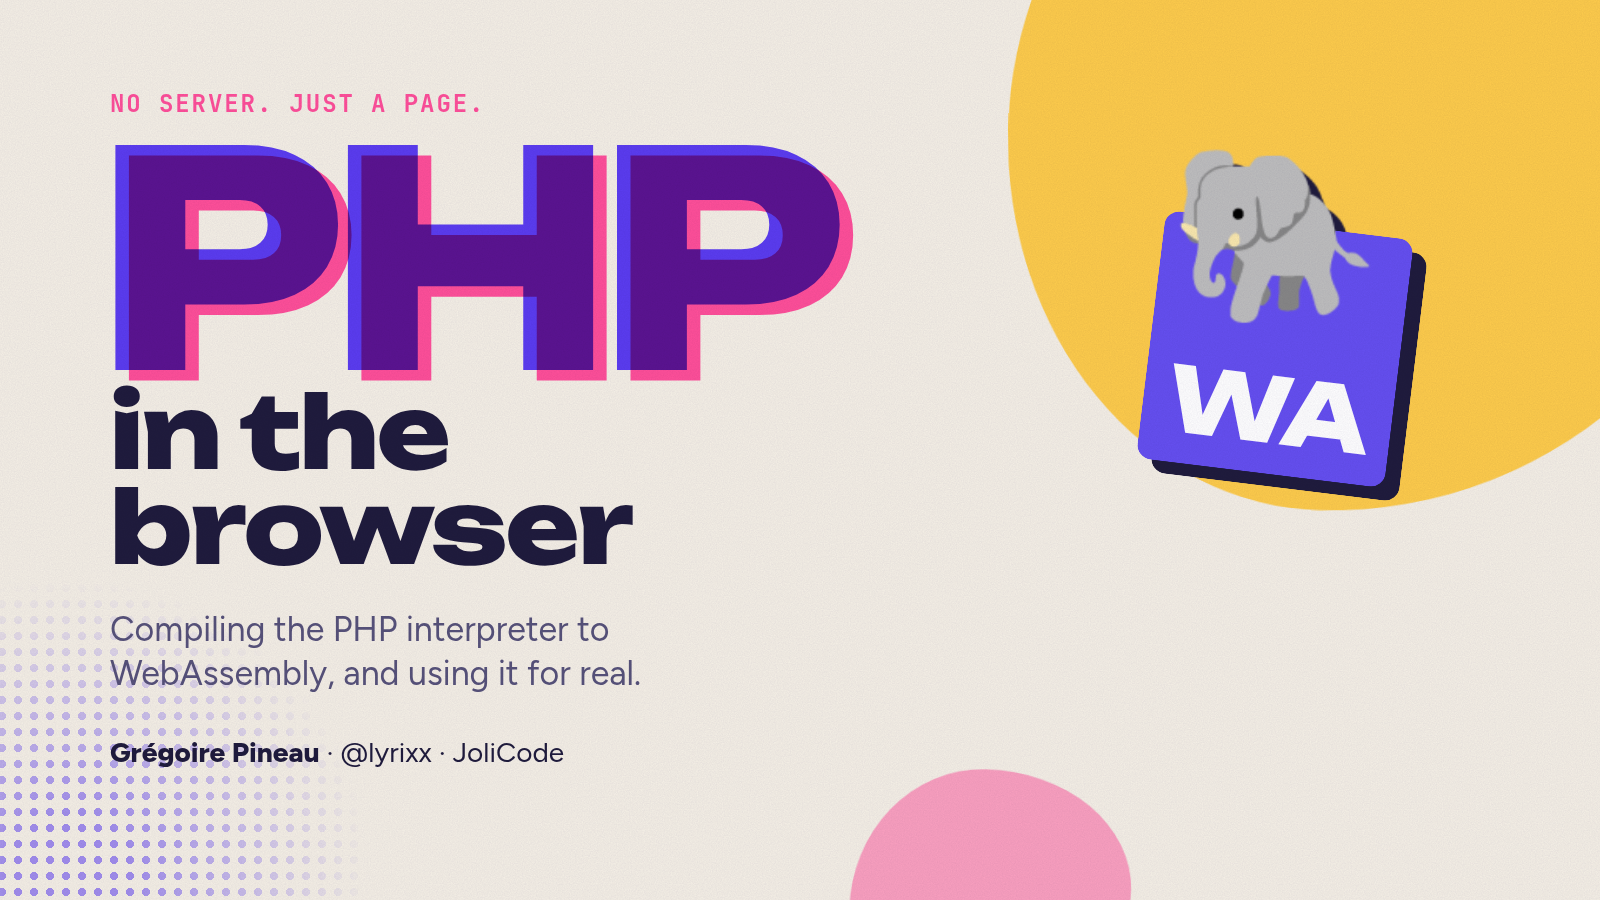 NO SERVER. JUST A PAGE.
PHP
in the
browser
Compiling the PHP interpreter to
WebAssembly, and using it for real.
Grégoire Pineau · @lyrixx · JoliCode
WA